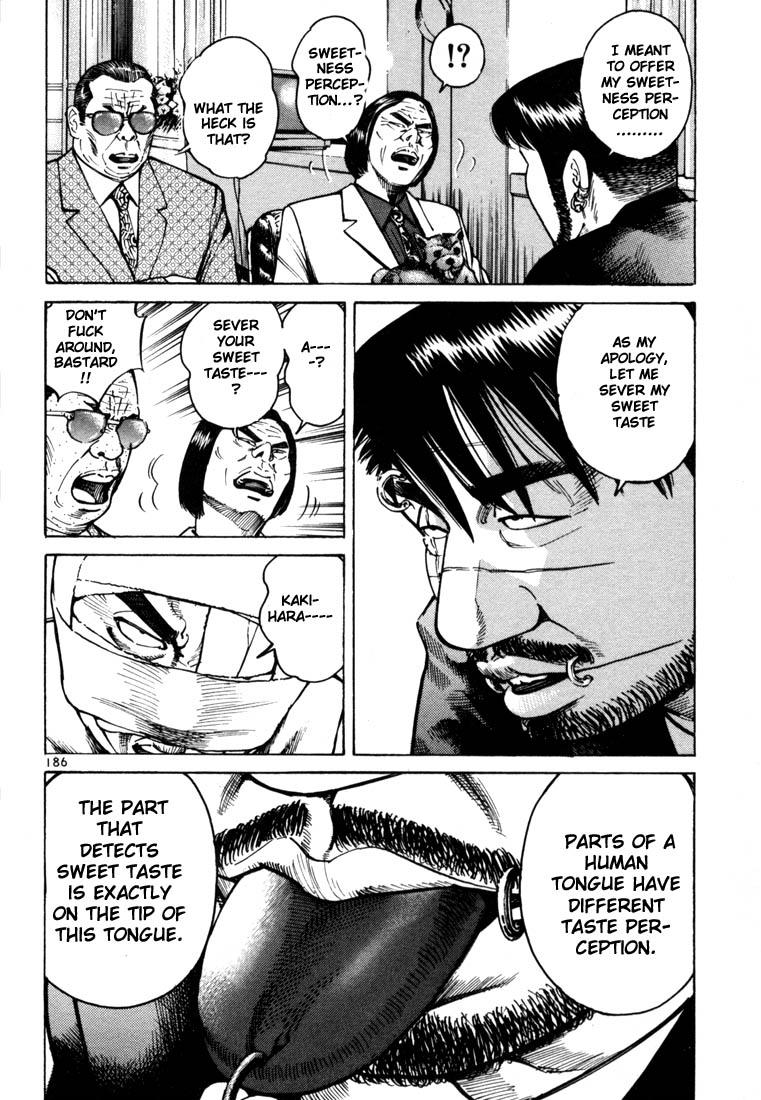 I MEANT
TO OFFER
MY SWEET-
NESS PER-
CEPTION
.........
!?
SWEET-
NESS
PERCEP-
TION...?
WHAT THE
HECK IS
THAT?
AS MY
APOLOGY,
LET ME
SEVER MY
SWEET
TASTE
A---
-?
SEVER
YOUR
SWEET
TASTE---
?
DON'T
FUCK
AROUND,
BASTARD
!!
KAKI-
HARA----
186
PARTS OF A
HUMAN
TONGUE HAVE
DIFFERENT
TASTE PER-
CEPTION.
THE PART
THAT
DETECTS
SWEET TASTE
IS EXACTLY
ON THE TIP OF
THIS TONGUE.